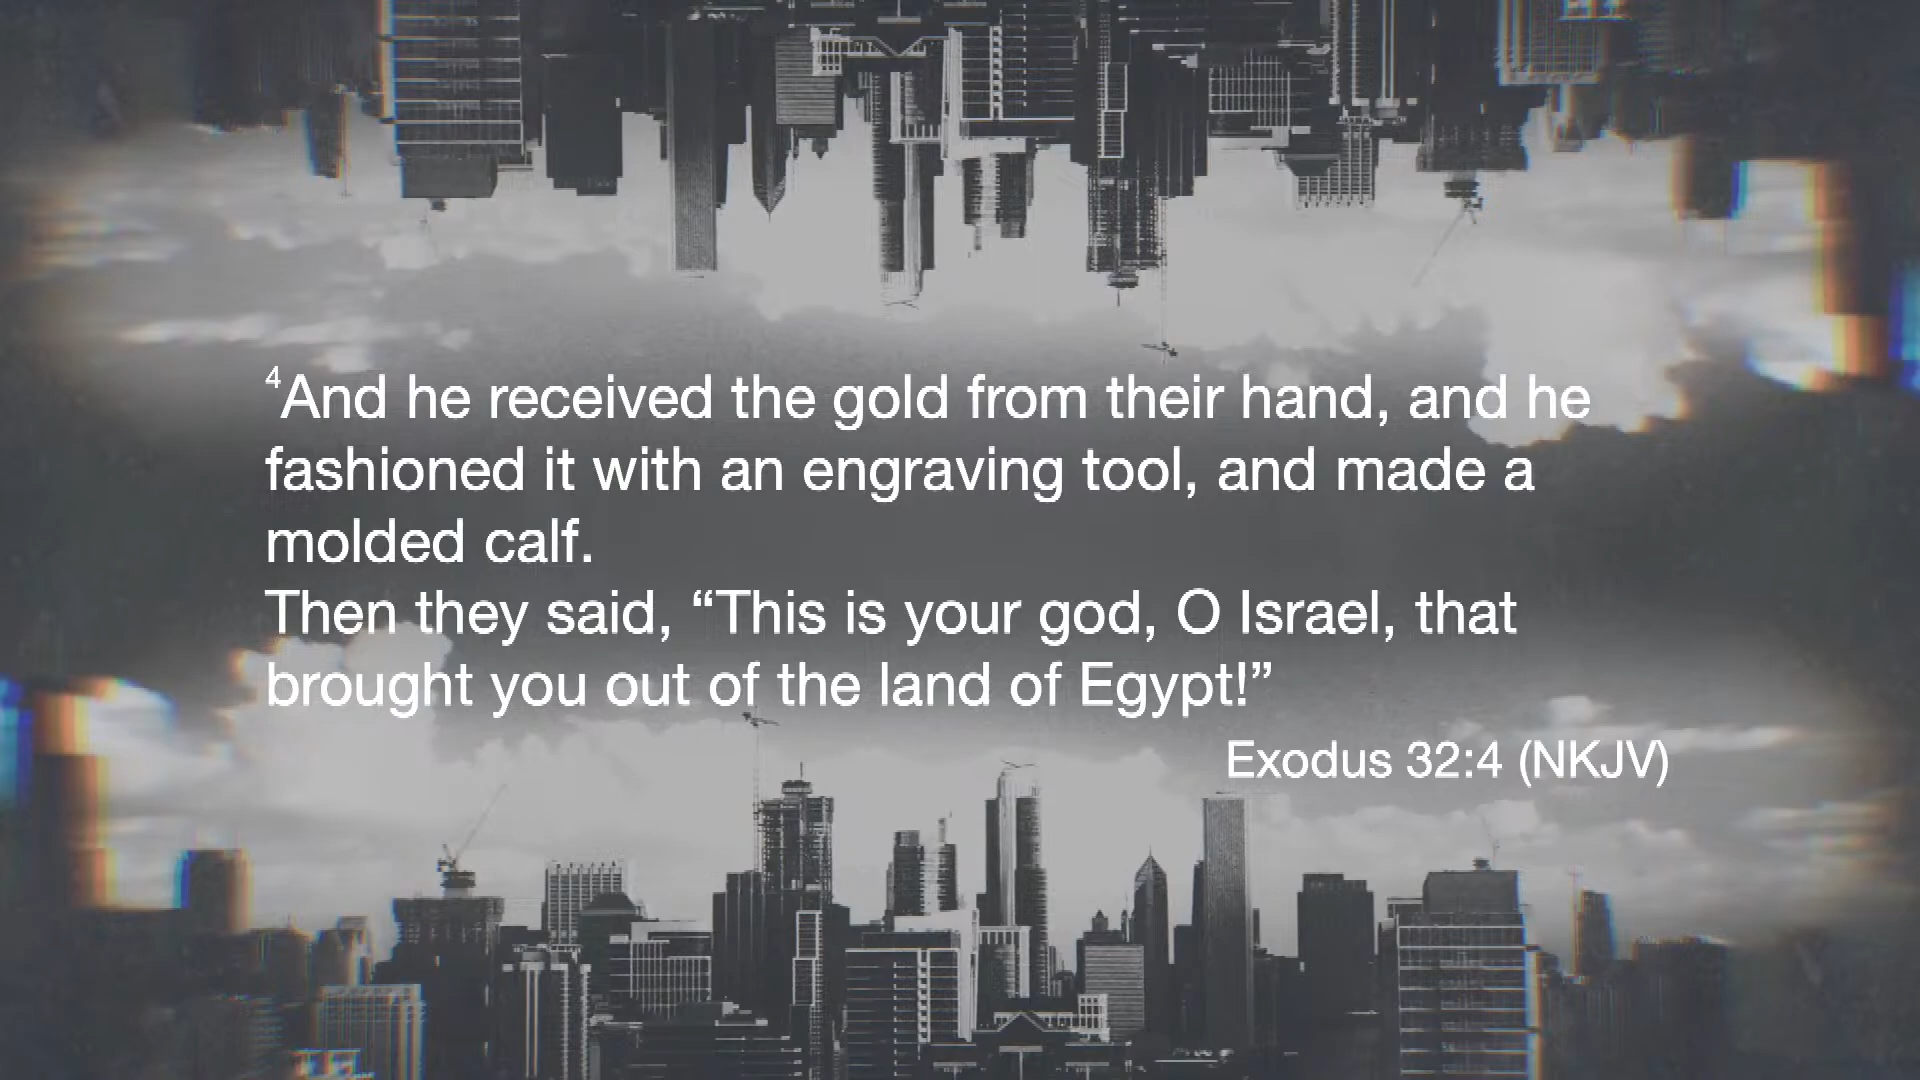 ⁴And he received the gold from their hand, and he
fashioned it with an engraving tool, and made a
molded calf.
Then they said, “This is your god, O Israel, that
brought you out of the land of Egypt!”
Exodus 32:4 (NKJV)